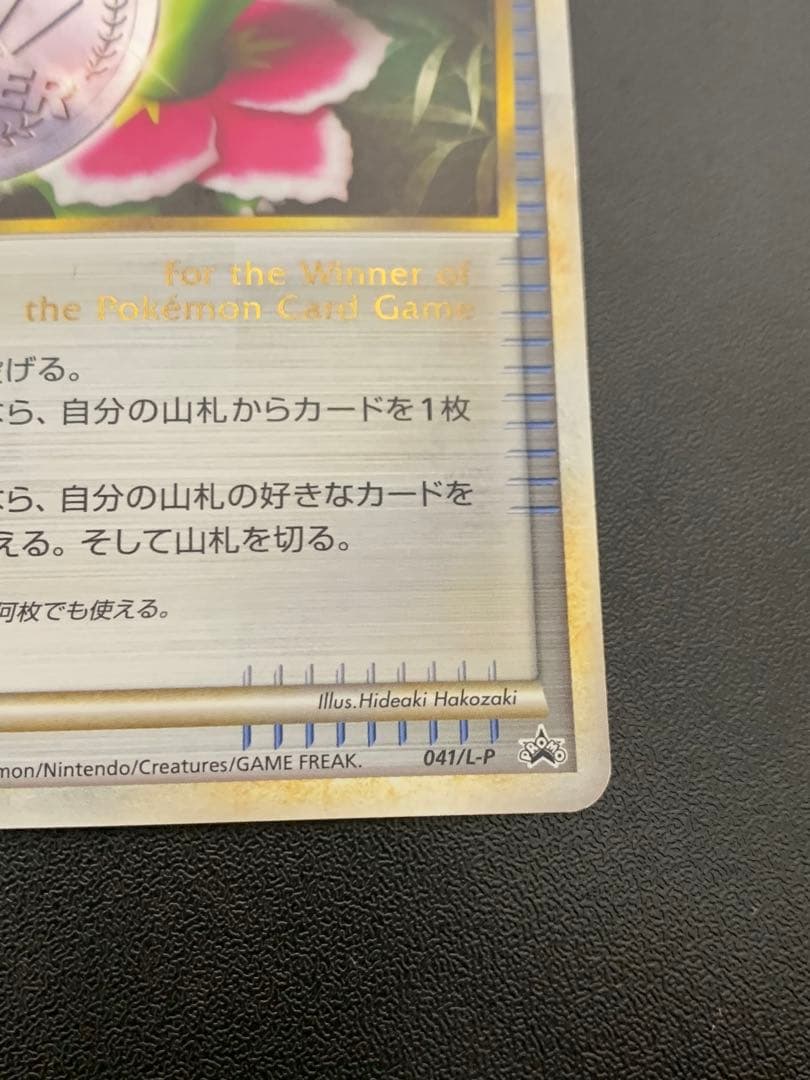 For the Winner of
the Pokémon Card Game
げる。
ら、自分の山札からカードを1枚
なら、自分の山札の好きなカードを
える。そして山札を切る。
何枚でも使える。
Illus.Hideaki Hakozaki
mon/Nintendo/Creatures/GAME FREAK.
041/L-P
PROMO